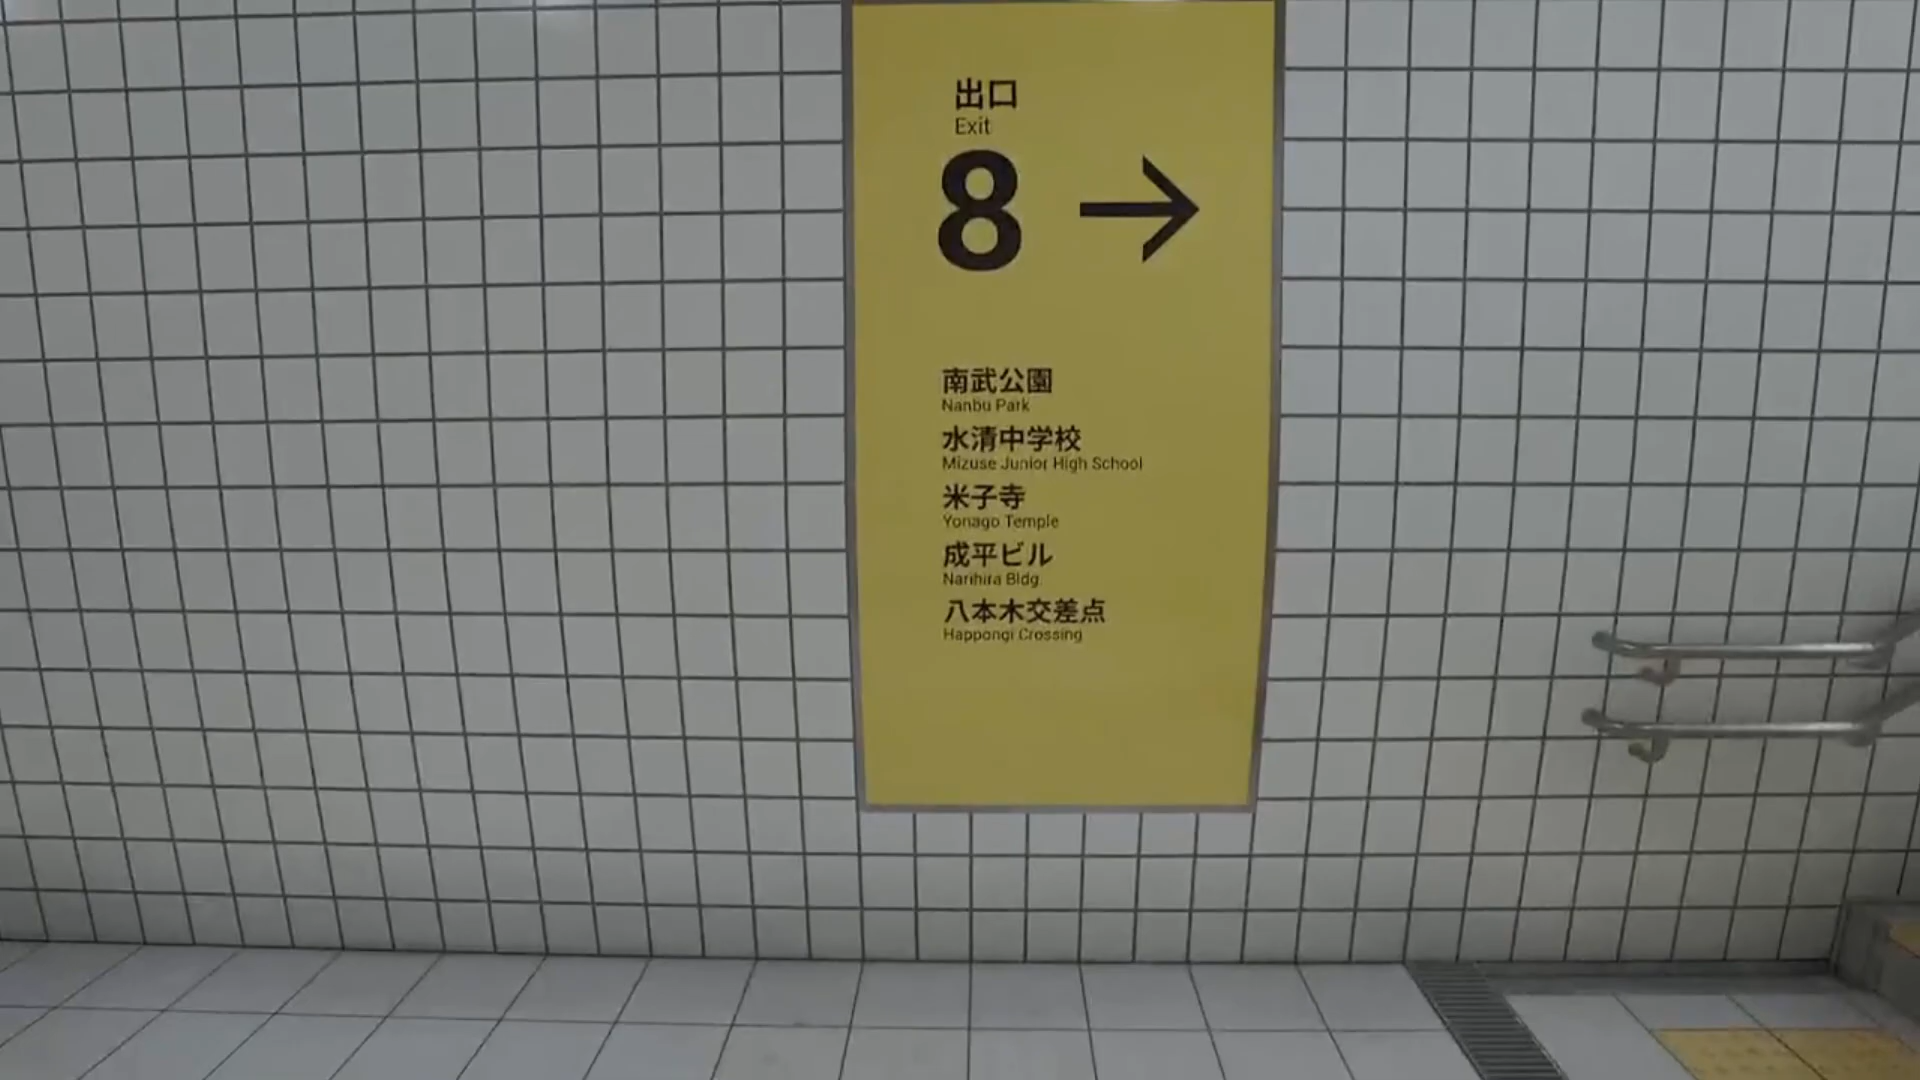 出口
Exit
8 →
南武公園
Nanbu Park
水清中学校
Mizuse Junior High School
米子寺
Yonago Temple
成平ビル
Narihira Bldg.
八本木交差点
Happongi Crossing